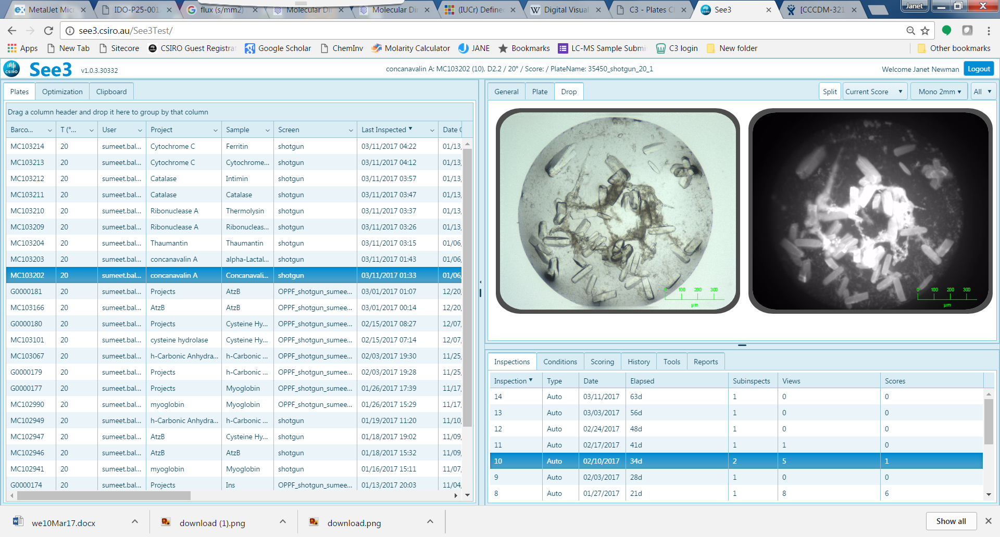 MetalJet Micr
IDO-P25-001
flux (s/mm2)
Molecular Di
Molecular Di
(IUCr) Define
Digital Visual
C3 - Plates Cl
See3
[CCCDM-321
Janet
see3.csiro.au/See3Test/
Apps
New Tab
Sitecore
CSIRO Guest Registrat
Google Scholar
ChemInv
Molarity Calculator
JANE
Bookmarks
LC-MS Sample Submi
C3 login
New folder
Other bookmarks
CSIRO
See3
v1.0.3.30332
concanavalin A: MC103202 (10), D2.2 / 20° / Score: / PlateName: 35450_shotgun_20_1
Welcome Janet Newman
Logout
Plates Optimization Clipboard
Drag a column header and drop it here to group by that column
Barco... T (°... User Project Sample Screen Last Inspected Date C
MC103214 20 sumeet.bal... Cytochrome C Ferritin shotgun 03/11/2017 04:22 01/13,
MC103213 20 sumeet.bal... Cytochrome C Cytochrome... shotgun 03/11/2017 04:12 01/13,
MC103212 20 sumeet.bal... Catalase Intimin shotgun 03/11/2017 03:57 01/13,
MC103211 20 sumeet.bal... Catalase Catalase shotgun 03/11/2017 03:47 01/13,
MC103210 20 sumeet.bal... Ribonuclease A Thermolysin shotgun 03/11/2017 03:37 01/13,
MC103209 20 sumeet.bal... Ribonuclease A Ribonucleas... shotgun 03/11/2017 03:26 01/13,
MC103204 20 sumeet.bal... Thaumantin Thaumantin shotgun 03/11/2017 03:15 01/06,
MC103203 20 sumeet.bal... concanavalin A alpha-Lactal... shotgun 03/11/2017 01:43 01/06,
MC103202 20 sumeet.bal... concanavalin A Concanavali... shotgun 03/11/2017 01:33 01/06,
G0000181 20 sumeet.bal... Projects AtzB OPPF_shotgun_sumee... 03/01/2017 01:07 12/20,
MC103166 20 sumeet.bal... AtzB AtzB OPPF_shotgun_sumee... 03/01/2017 00:14 12/20,
G0000180 20 sumeet.bal... Projects Cysteine Hy... OPPF_shotgun_sumee... 02/15/2017 08:27 12/07,
MC103101 20 sumeet.bal... cysteine hydrolase Cysteine Hy... OPPF_shotgun_sumee... 02/15/2017 07:14 12/07,
MC103067 20 sumeet.bal... h-Carbonic Anhydra... h-Carbonic ... OPPF_shotgun_sumee... 02/03/2017 19:30 11/25,
G0000179 20 sumeet.bal... Projects h-Carbonic ... OPPF_shotgun_sumee... 02/03/2017 19:28 11/25,
G0000177 20 sumeet.bal... Projects Myoglobin OPPF_shotgun_sumee... 01/26/2017 17:39 11/17,
MC102990 20 sumeet.bal... myoglobin Myoglobin OPPF_shotgun_sumee... 01/26/2017 15:29 11/17,
MC102949 20 sumeet.bal... h-Carbonic Anhydra... h-Carbonic ... shotgun 01/19/2017 11:20 11/10,
MC102947 20 sumeet.bal... AtzB Cysteine Hy... shotgun 01/18/2017 19:02 11/09,
MC102946 20 sumeet.bal... AtzB AtzB shotgun 01/18/2017 15:32 11/09,
MC102941 20 sumeet.bal... myoglobin Myoglobin shotgun 01/16/2017 15:11 11/07,
G0000174 20 sumeet.bal... Projects Ins OPPF_shotgun_sumee... 01/13/2017 20:03 11/04,
General Plate Drop
Split Current Score Mono 2mm All
0 100 200 300
µm
0 100 200 300
µm
Inspections Conditions Scoring History Tools Reports
Inspection Type Date Elapsed Subinspects Views Scores
14 Auto 03/11/2017 63d 1 0 0
13 Auto 03/03/2017 56d 1 0 0
12 Auto 02/24/2017 48d 1 0 0
11 Auto 02/17/2017 41d 1 1 0
10 Auto 02/10/2017 34d 2 5 1
9 Auto 02/03/2017 28d 1 0 0
8 Auto 01/27/2017 21d 1 8 6
we10Mar17.docx
download (1).png
download.png
Show all